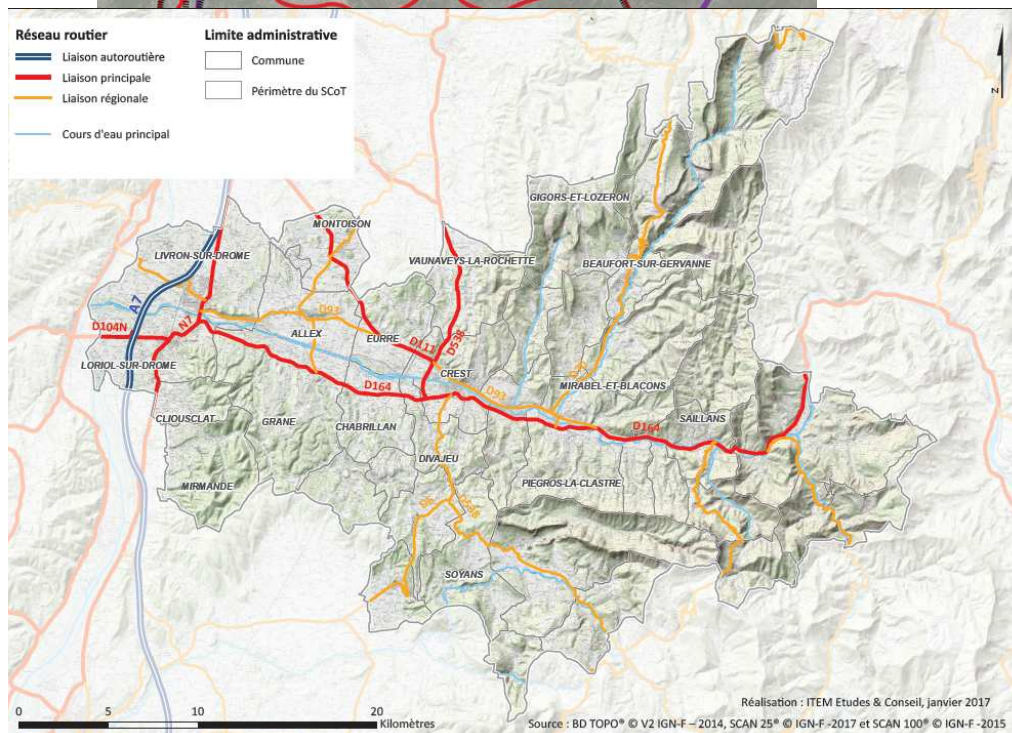 Réseau routier
Liaison autoroutière
Liaison principale
Liaison régionale
Cours d'eau principal
Limite administrative
Commune
Périmètre du SCoT
N
MONTOISON
GIGORS-ET-LOZERON
LIVRON-SUR-DROME
VAUNAVEYS-LA-ROCHETTE
BEAUFORT-SUR-GERVANNE
A7
D104N
N7
D93
ALLEX
EURRE
D111
D538
LORIOL-SUR-DROME
CREST
D164
D93
MIRABEL-ET-BLACONS
CLIOUSCLAT
GRANE
CHABRILLAN
SAILLANS
D164
DIVAJEU
MIRMANDE
PIEGROS-LA-CLASTRE
SOYANS
0 5 10 20
Kilomètres
Réalisation : ITEM Etudes & Conseil, janvier 2017
Source : BD TOPO® © V2 IGN-F – 2014, SCAN 25® © IGN-F -2017 et SCAN 100® © IGN-F -2015